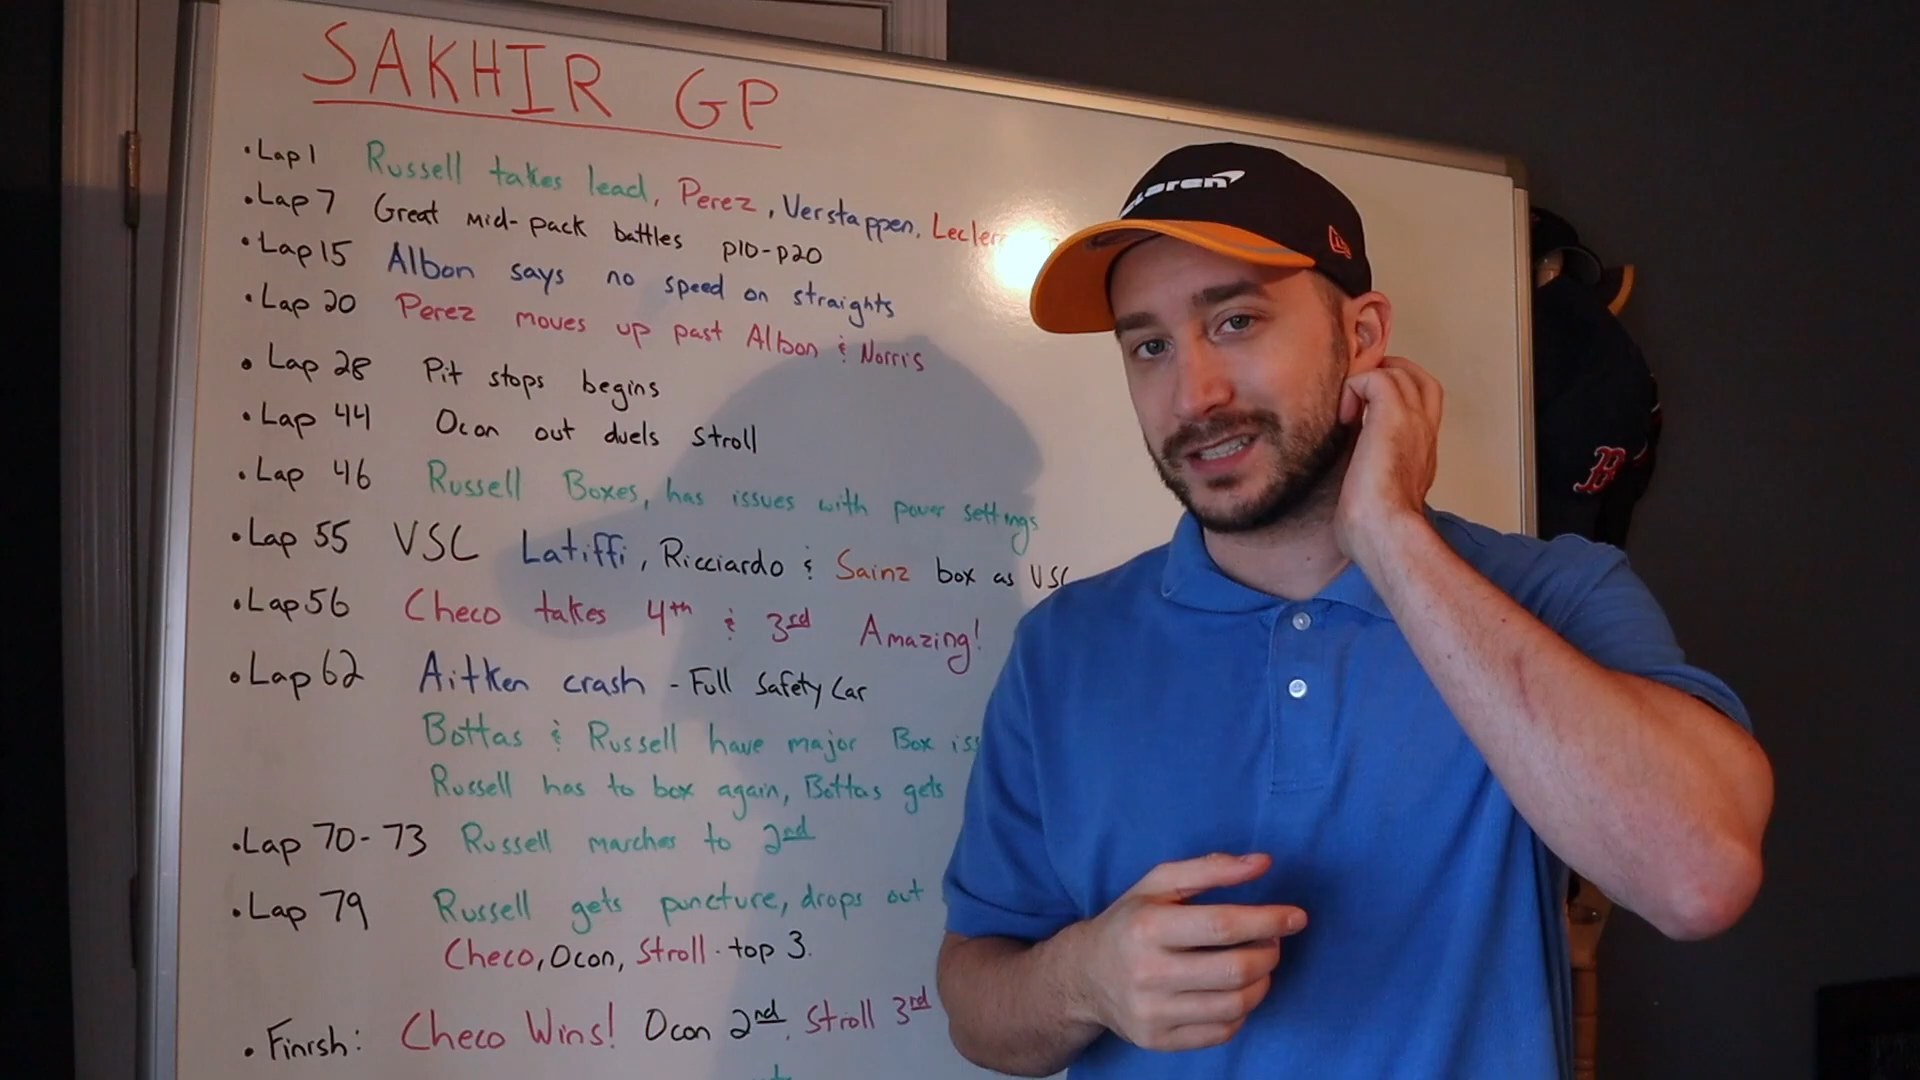 SAKHIR GP
• Lap 1 Russell takes lead, Perez, Verstappen, Leclerc
• Lap 7 Great mid-pack battles p10-p20
• Lap 15 Albon says no speed on straights
• Lap 20 Perez moves up past Albon & Norris
• Lap 28 Pit stops begins
• Lap 44 Ocon out duels Stroll
• Lap 46 Russell Boxes, has issues with power settings
• Lap 55 VSC Latiffi, Ricciardo & Sainz box as VSC
• Lap 56 Checo takes 4th & 3rd Amazing!
• Lap 62 Aitken crash - Full Safety Car
Bottas & Russell have major Box iss
Russell has to box again, Bottas gets
• Lap 70-73 Russell marches to 2nd
• Lap 79 Russell gets puncture, drops out
Checo, Ocon, Stroll - top 3.
• Finish: Checo Wins! Ocon 2nd, Stroll 3rd
McLaren
B